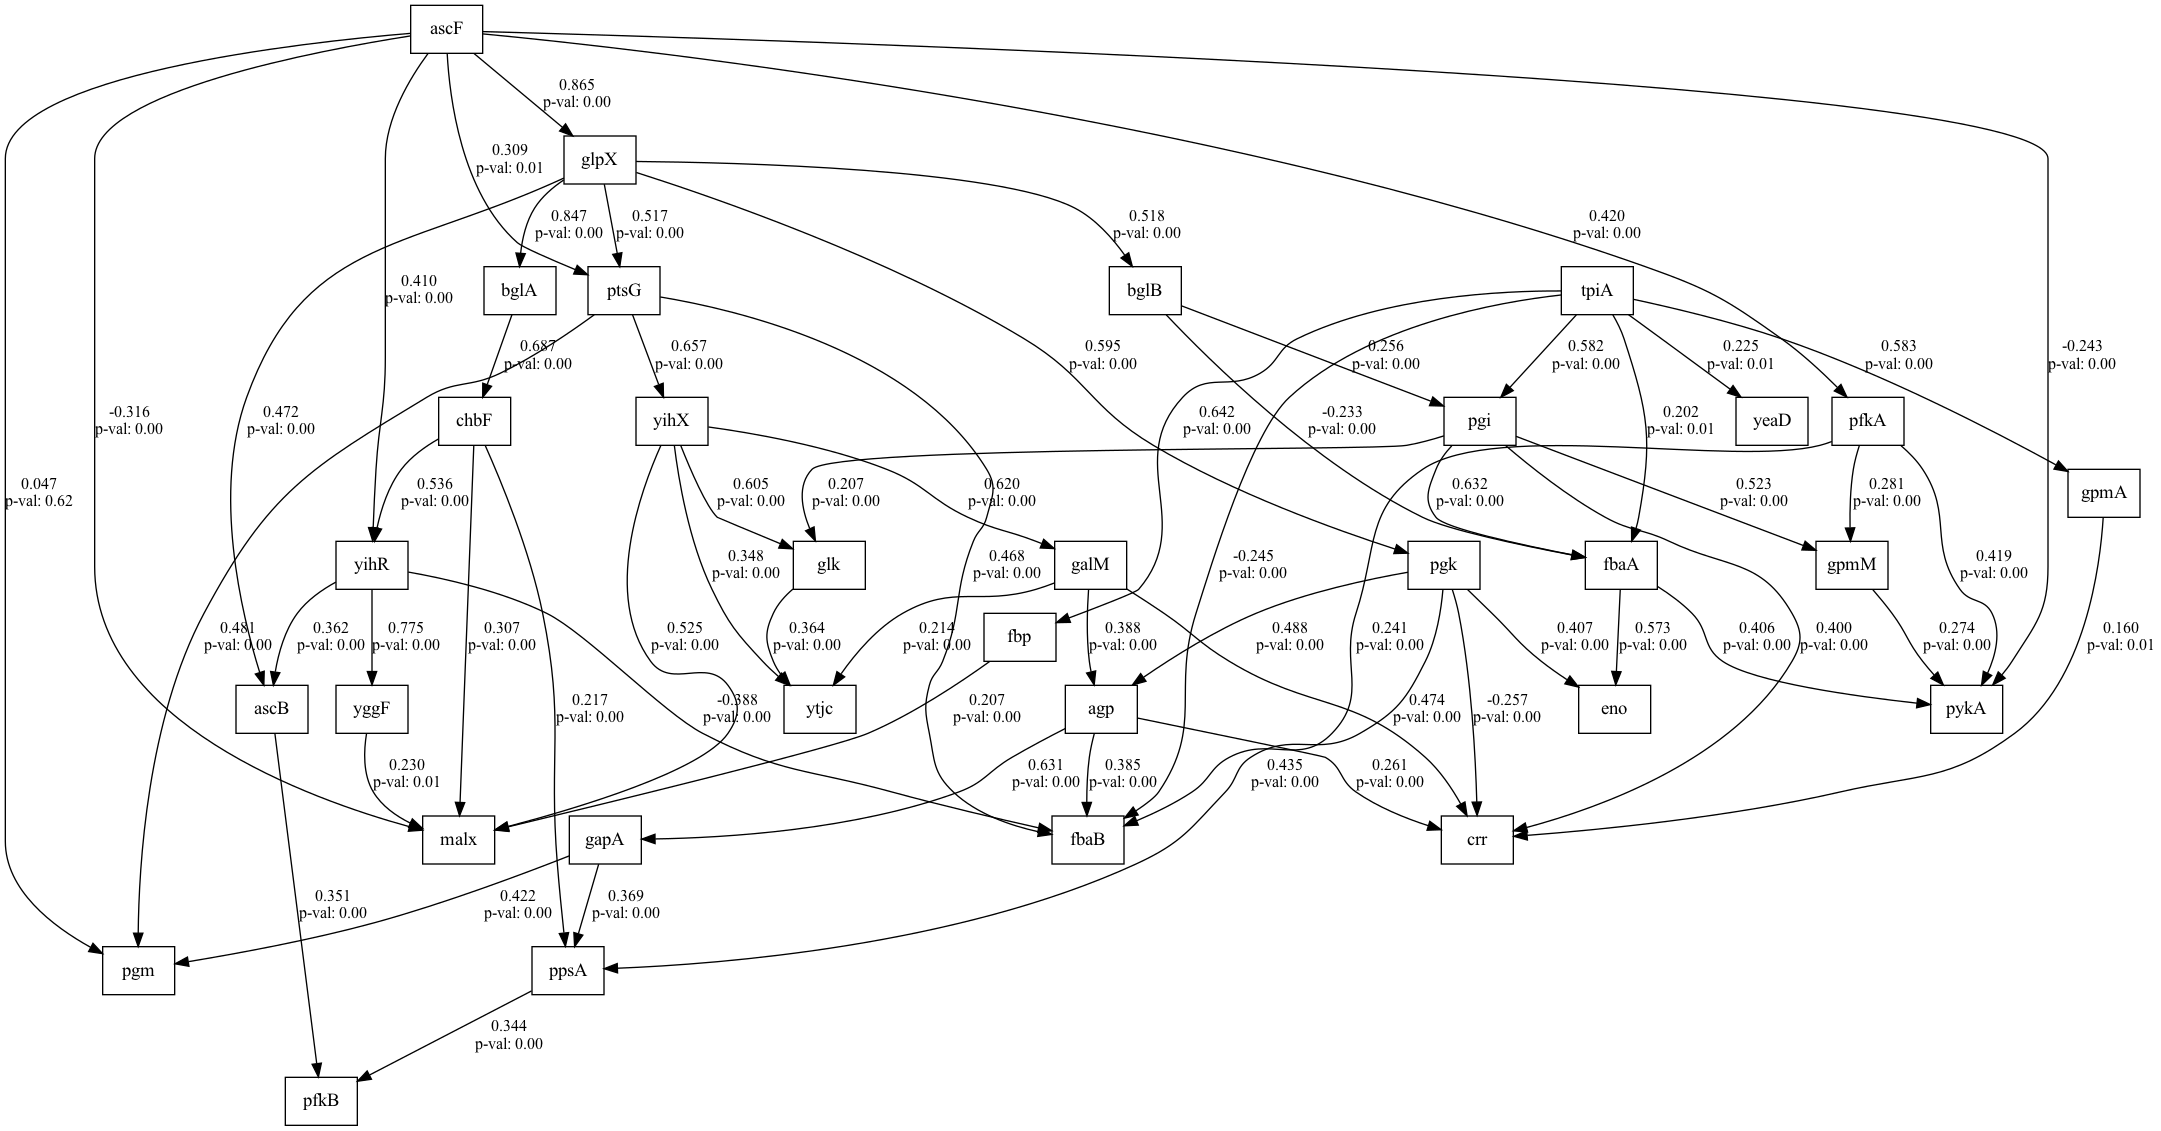 ascF
0.865
p-val: 0.00
0.309
p-val: 0.01
glpX
0.847
p-val: 0.00
0.517
p-val: 0.00
0.518
p-val: 0.00
0.420
p-val: 0.00
0.410
p-val: 0.00
bglA
ptsG
bglB
tpiA
0.687
p-val: 0.00
0.657
p-val: 0.00
0.595
p-val: 0.00
0.256
p-val: 0.00
0.582
p-val: 0.00
0.225
p-val: 0.01
0.583
p-val: 0.00
-0.243
p-val: 0.00
-0.316
p-val: 0.00
0.472
p-val: 0.00
chbF
yihX
0.642
p-val: 0.00
-0.233
p-val: 0.00
pgi
0.202
p-val: 0.01
yeaD
pfkA
0.047
p-val: 0.62
0.536
p-val: 0.00
0.605
p-val: 0.00
0.207
p-val: 0.00
0.620
p-val: 0.00
0.632
p-val: 0.00
0.523
p-val: 0.00
0.281
p-val: 0.00
gpmA
yihR
0.348
p-val: 0.00
glk
0.468
p-val: 0.00
galM
-0.245
p-val: 0.00
pgk
fbaA
gpmM
0.419
p-val: 0.00
0.481
p-val: 0.00
0.362
p-val: 0.00
0.775
p-val: 0.00
0.307
p-val: 0.00
0.525
p-val: 0.00
0.364
p-val: 0.00
0.214
p-val: 0.00
fbp
0.388
p-val: 0.00
0.488
p-val: 0.00
0.241
p-val: 0.00
0.407
p-val: 0.00
0.573
p-val: 0.00
0.406
p-val: 0.00
0.400
p-val: 0.00
0.274
p-val: 0.00
0.160
p-val: 0.01
ascB
yggF
0.217
p-val: 0.00
-0.388
p-val: 0.00
ytjc
0.207
p-val: 0.00
agp
0.474
p-val: 0.00
-0.257
p-val: 0.00
eno
pykA
0.230
p-val: 0.01
0.631
p-val: 0.00
0.385
p-val: 0.00
0.435
p-val: 0.00
0.261
p-val: 0.00
malx
gapA
fbaB
crr
0.351
p-val: 0.00
0.422
p-val: 0.00
0.369
p-val: 0.00
pgm
ppsA
0.344
p-val: 0.00
pfkB